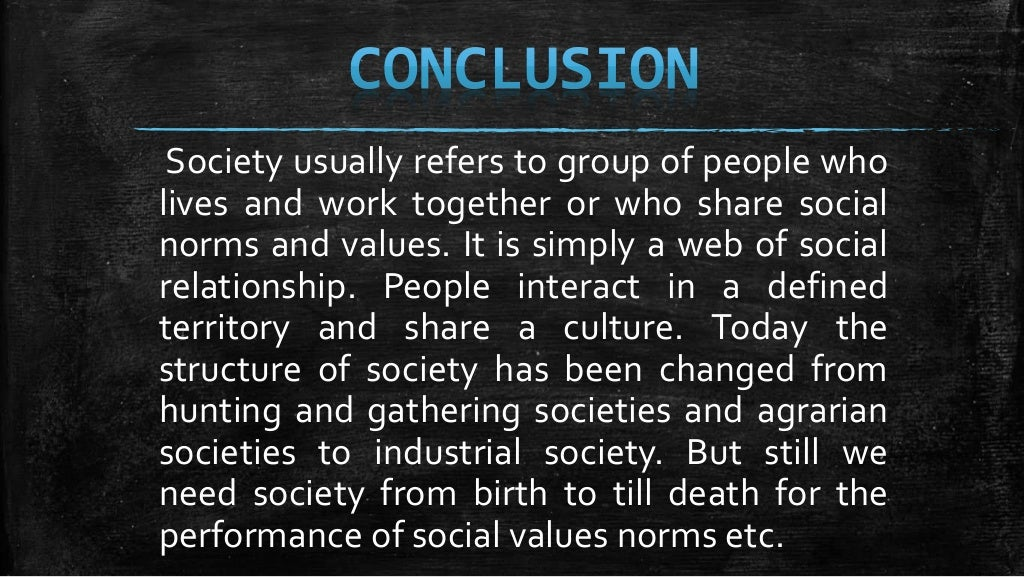 CONCLUSION
Society usually refers to group of people who
lives and work together or who share social
norms and values. It is simply a web of social
relationship. People interact in a defined
territory and share a culture. Today the
structure of society has been changed from
hunting and gathering societies and agrarian
societies to industrial society. But still we
need society from birth to till death for the
performance of social values norms etc.